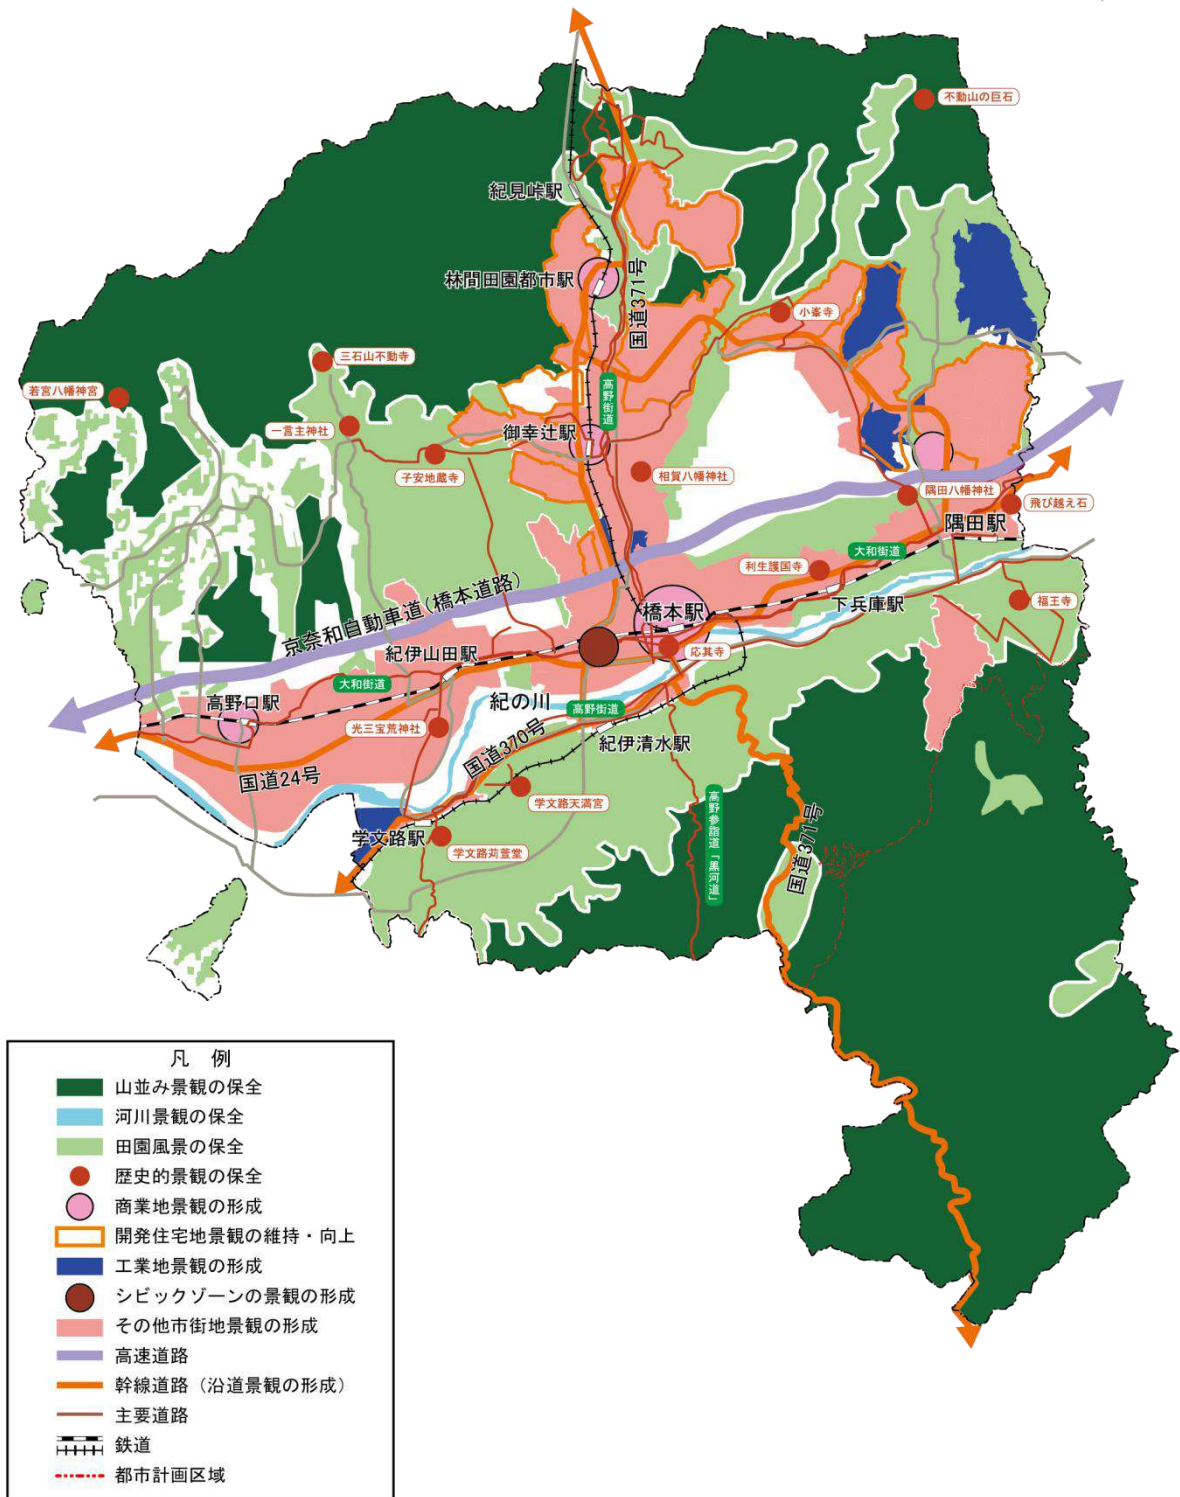 不動山の巨石
紀見峠駅
林間田園都市駅
国道371号
小峯寺
三石山不動寺
若宮八幡神宮
高野街道
一言主神社
御幸辻駅
子安地蔵寺
相賀八幡神社
隅田八幡神社
飛び越え石
隅田駅
大和街道
利生護国寺
京奈和自動車道(橋本道路)
下兵庫駅
福王寺
橋本駅
応其寺
紀伊山田駅
大和街道
高野口駅
紀の川
高野街道
光三宝荒神社
国道370号
紀伊清水駅
国道24号
学文路天満宮
高野参詣道「黒河道」
国道371号
学文路駅
学文路苅萱堂
凡 例
山並み景観の保全
河川景観の保全
田園風景の保全
歴史的景観の保全
商業地景観の形成
開発住宅地景観の維持・向上
工業地景観の形成
シビックゾーンの景観の形成
その他市街地景観の形成
高速道路
幹線道路(沿道景観の形成)
主要道路
鉄道
都市計画区域